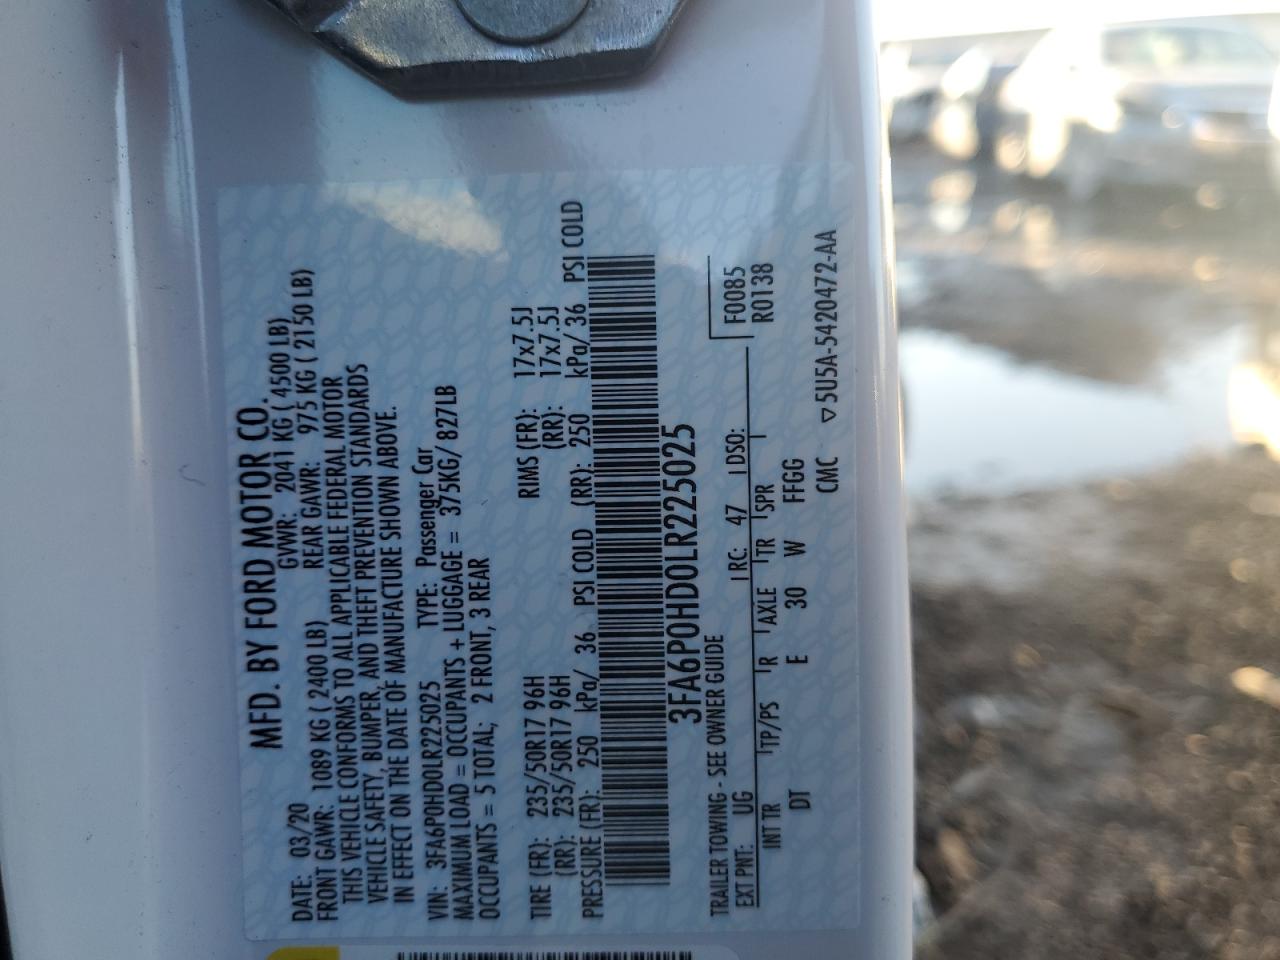 MFD. BY FORD MOTOR CO.
DATE: 03/20 GVWR: 2041 KG ( 4500 LB)
FRONT GAWR: 1089 KG ( 2400 LB) REAR GAWR: 975 KG ( 2150 LB)
THIS VEHICLE CONFORMS TO ALL APPLICABLE FEDERAL MOTOR
VEHICLE SAFETY, BUMPER, AND THEFT PREVENTION STANDARDS
IN EFFECT ON THE DATE OF MANUFACTURE SHOWN ABOVE.
VIN: 3FA6P0HD0LR225025 TYPE: Passenger Car
MAXIMUM LOAD = OCCUPANTS + LUGGAGE = 375KG/ 827LB
OCCUPANTS = 5 TOTAL; 2 FRONT, 3 REAR
TIRE (FR): 235/50R17 96H RIMS (FR): 17x7.5J
(RR): 235/50R17 96H (RR): 17x7.5J
PRESSURE (FR): 250 kPa/ 36 PSI COLD (RR): 250 kPa/ 36 PSI COLD
3FA6P0HD0LR225025
TRAILER TOWING - SEE OWNER GUIDE F0085
EXT PNT: UG RC: 47 DSO: R0138
INT TR TP/PS R AXLE TR SPR
DT E 30 W FFGG
CMC ▽5U5A-5420472-AA